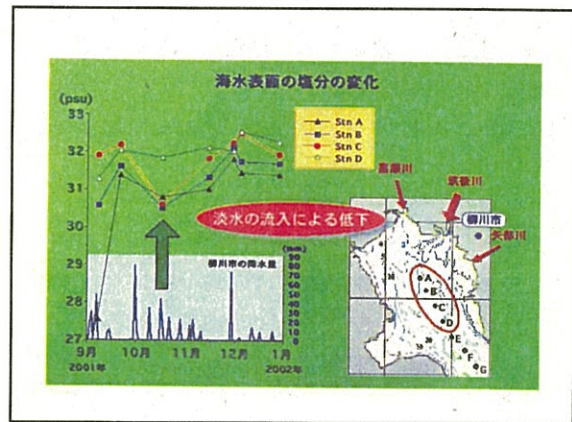 海水表面の塩分の変化
(psu)
33
32
31
30
29
28
27
Stn A
Stn B
Stn C
Stn D
淡水の流入による低下
柳川市の降水量
(mm)
90
80
70
60
50
40
30
20
10
0
9月
10月
11月
12月
1月
2001年
2002年
嘉瀬川
筑後川
柳川市
矢部川
A
B
C
D
E
F
G